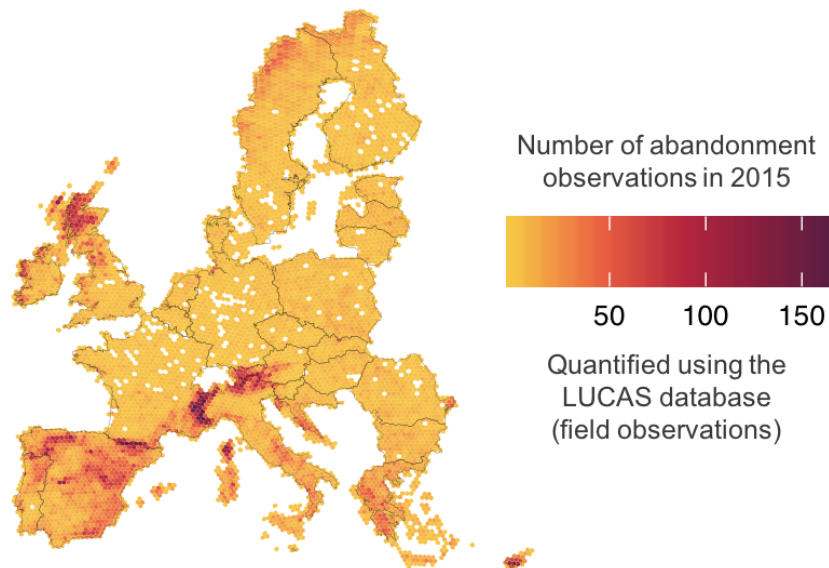 Number of abandonment
observations in 2015
50 100 150
Quantified using the
LUCAS database
(field observations)